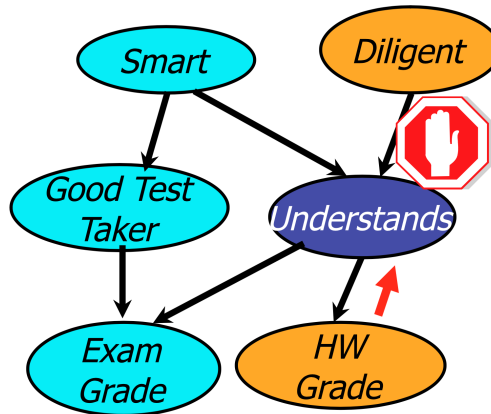 Smart
Diligent
Good Test
Taker
Understands
Exam
Grade
HW
Grade